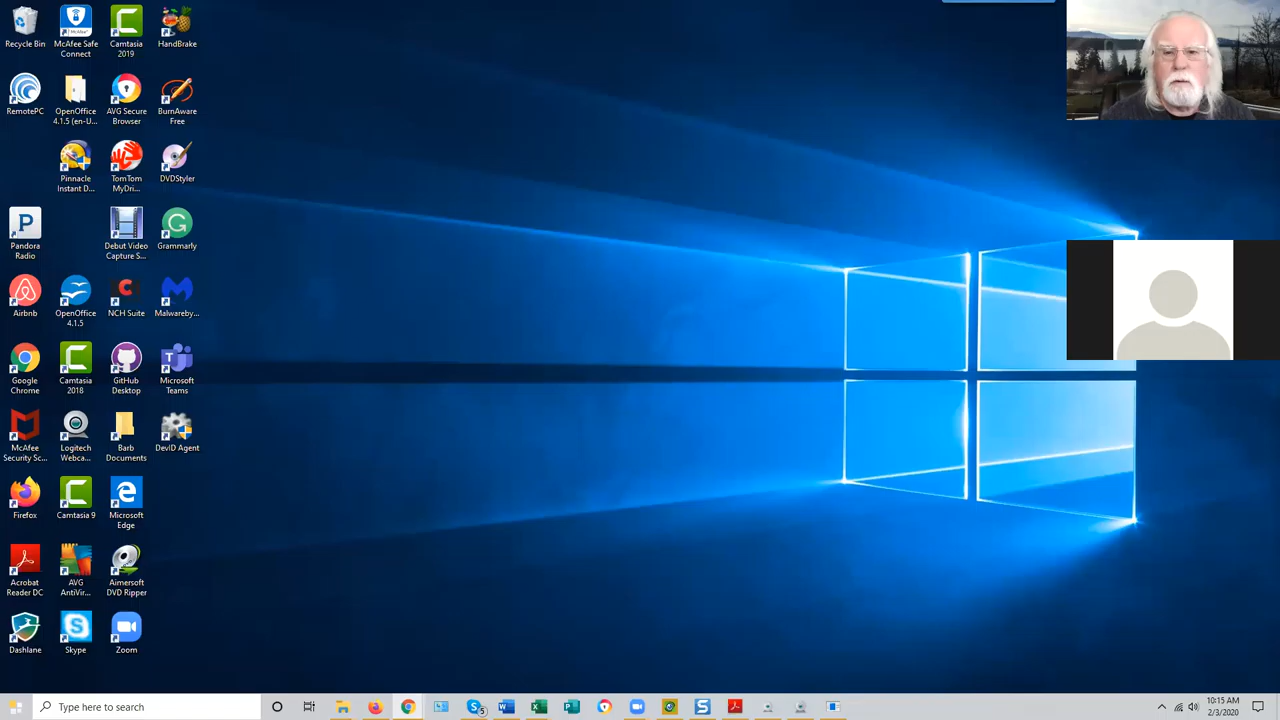 Recycle Bin
McAfee Safe
Connect
Camtasia
2019
HandBrake
RemotePC
OpenOffice
4.1.5 (en-U...
AVG Secure
Browser
BurnAware
Free
Pinnacle
Instant D...
TomTom
MyDri...
DVDStyler
P
Pandora
Radio
Debut Video
Capture S...
Grammarly
Airbnb
OpenOffice
4.1.5
NCH Suite
Malwareby...
Google
Chrome
Camtasia
2018
GitHub
Desktop
Microsoft
Teams
McAfee
Security Sc...
Logitech
Webca...
Barb
Documents
DevID Agent
Firefox
Camtasia 9
Microsoft
Edge
Acrobat
Reader DC
AVG
AntiVir...
Aimersoft
DVD Ripper
Dashlane
Skype
Zoom
Type here to search
5
10:15 AM
2/3/2020